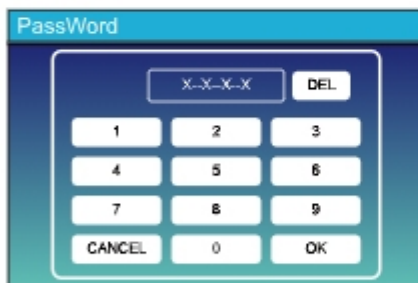 PassWord
X--X--X--X DEL
1 2 3
4 5 6
7 8 9
CANCEL 0 OK